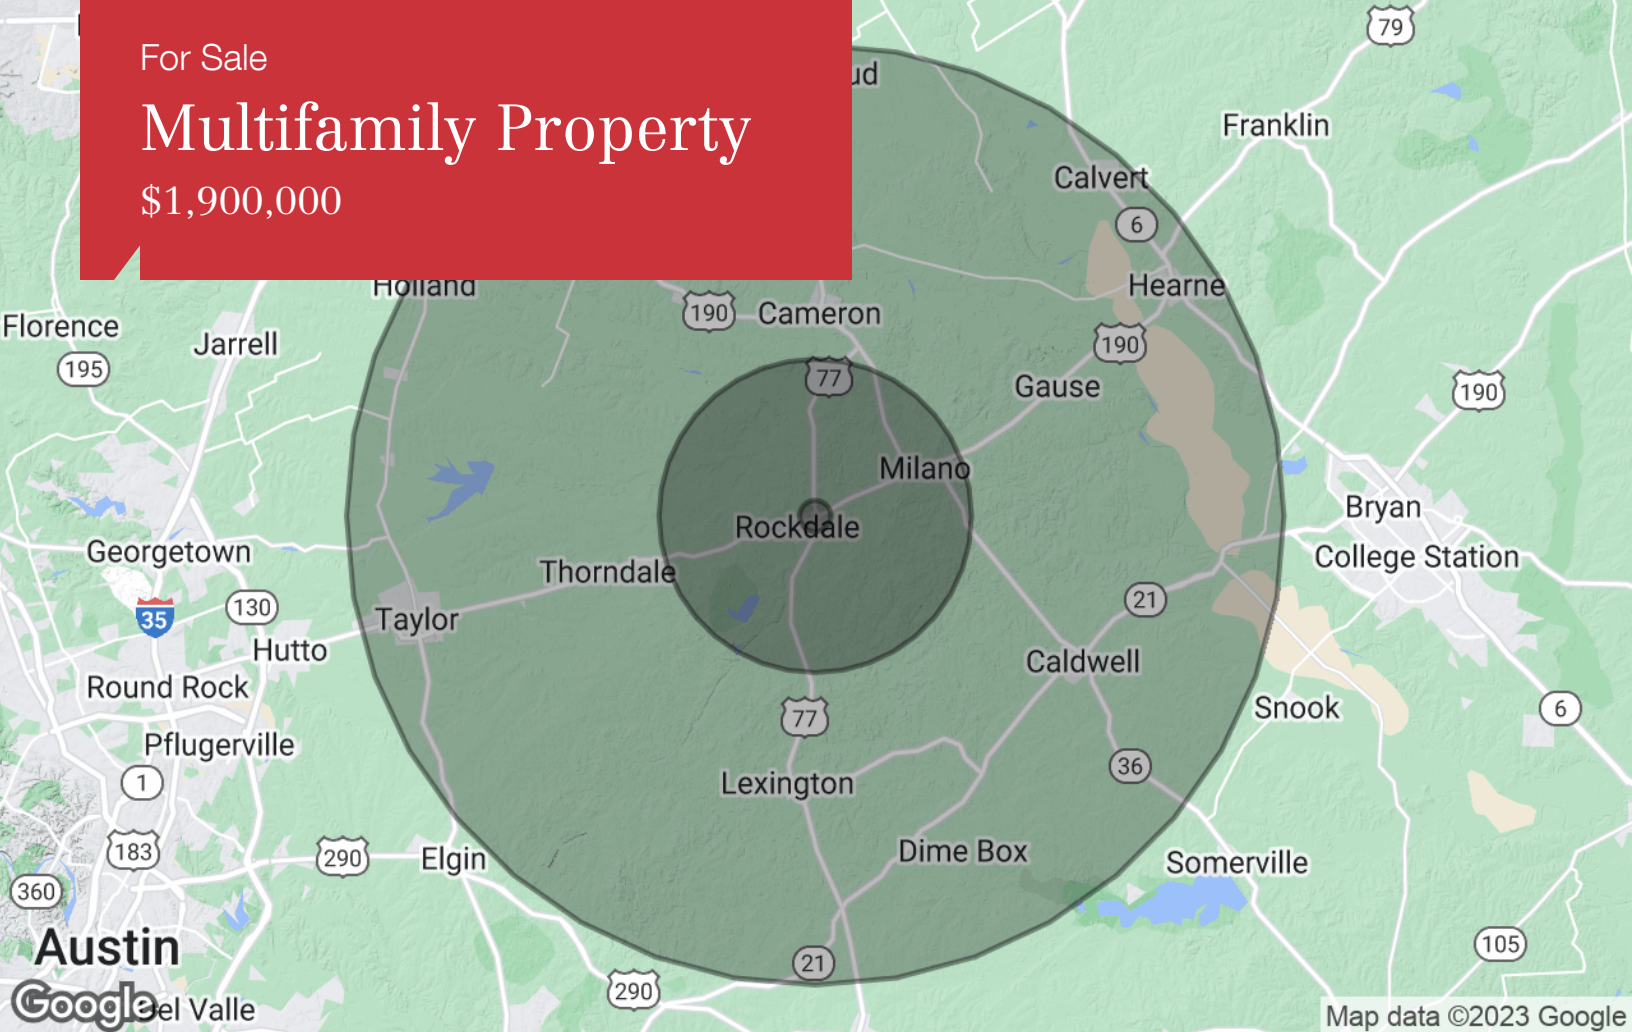 For Sale
Multifamily Property
$1,900,000
79
Franklin
Calvert
6
Holland
190
Cameron
Hearne
Florence
Jarrell
190
195
77
Gause
190
Milano
Bryan
Rockdale
Georgetown
College Station
Thorndale
35
130
Taylor
21
Hutto
Caldwell
Round Rock
Snook
6
77
Pflugerville
1
Lexington
36
183
290
Elgin
Dime Box
Somerville
360
Austin
21
105
290
Google
Del Valle
Map data ©2023 Google